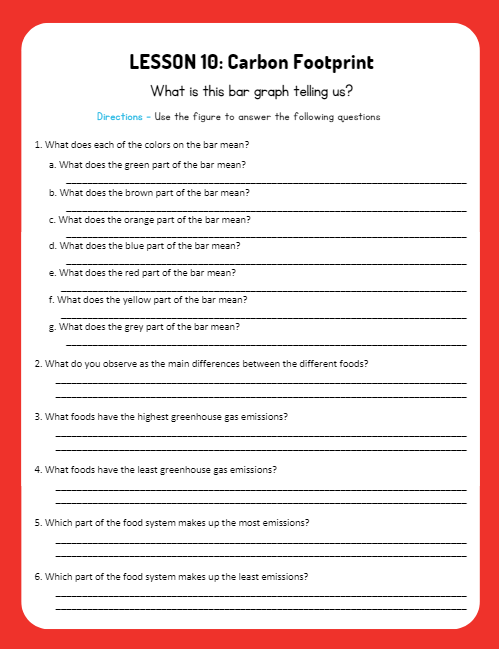 LESSON 10: Carbon Footprint
What is this bar graph telling us?
Directions - Use the figure to answer the following questions
1. What does each of the colors on the bar mean?
a. What does the green part of the bar mean?
b. What does the brown part of the bar mean?
c. What does the orange part of the bar mean?
d. What does the blue part of the bar mean?
e. What does the red part of the bar mean?
f. What does the yellow part of the bar mean?
g. What does the grey part of the bar mean?
2. What do you observe as the main differences between the different foods?
3. What foods have the highest greenhouse gas emissions?
4. What foods have the least greenhouse gas emissions?
5. Which part of the food system makes up the most emissions?
6. Which part of the food system makes up the least emissions?